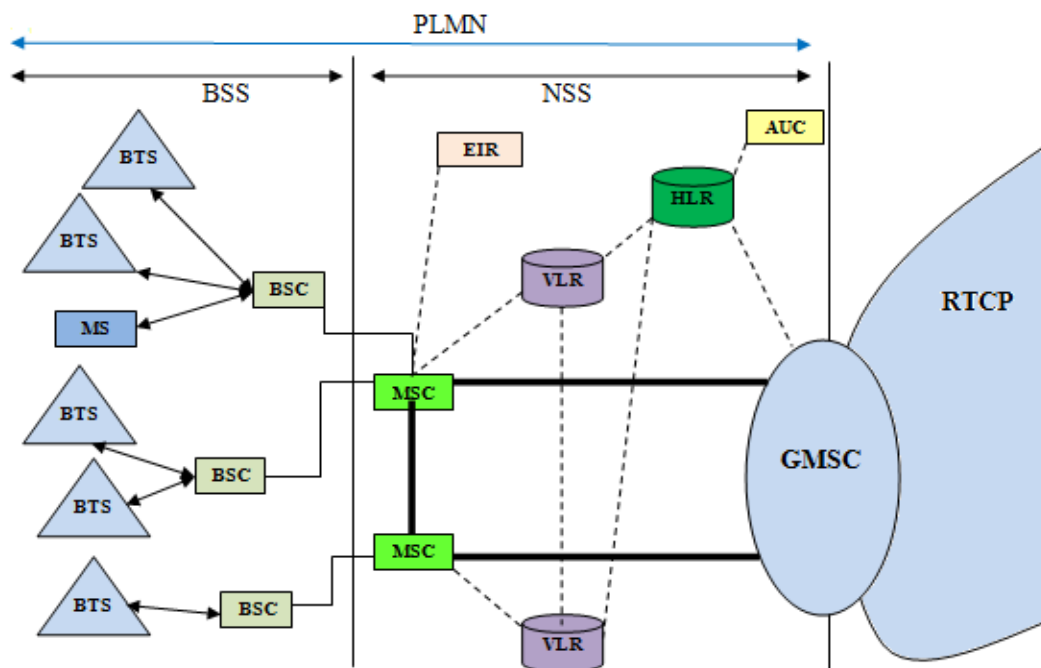 PLMN
BSS
NSS
BTS
EIR
AUC
HLR
BTS
VLR
BSC
MS
RTCP
MSC
BTS
GMSC
BSC
BTS
MSC
BTS
BSC
VLR